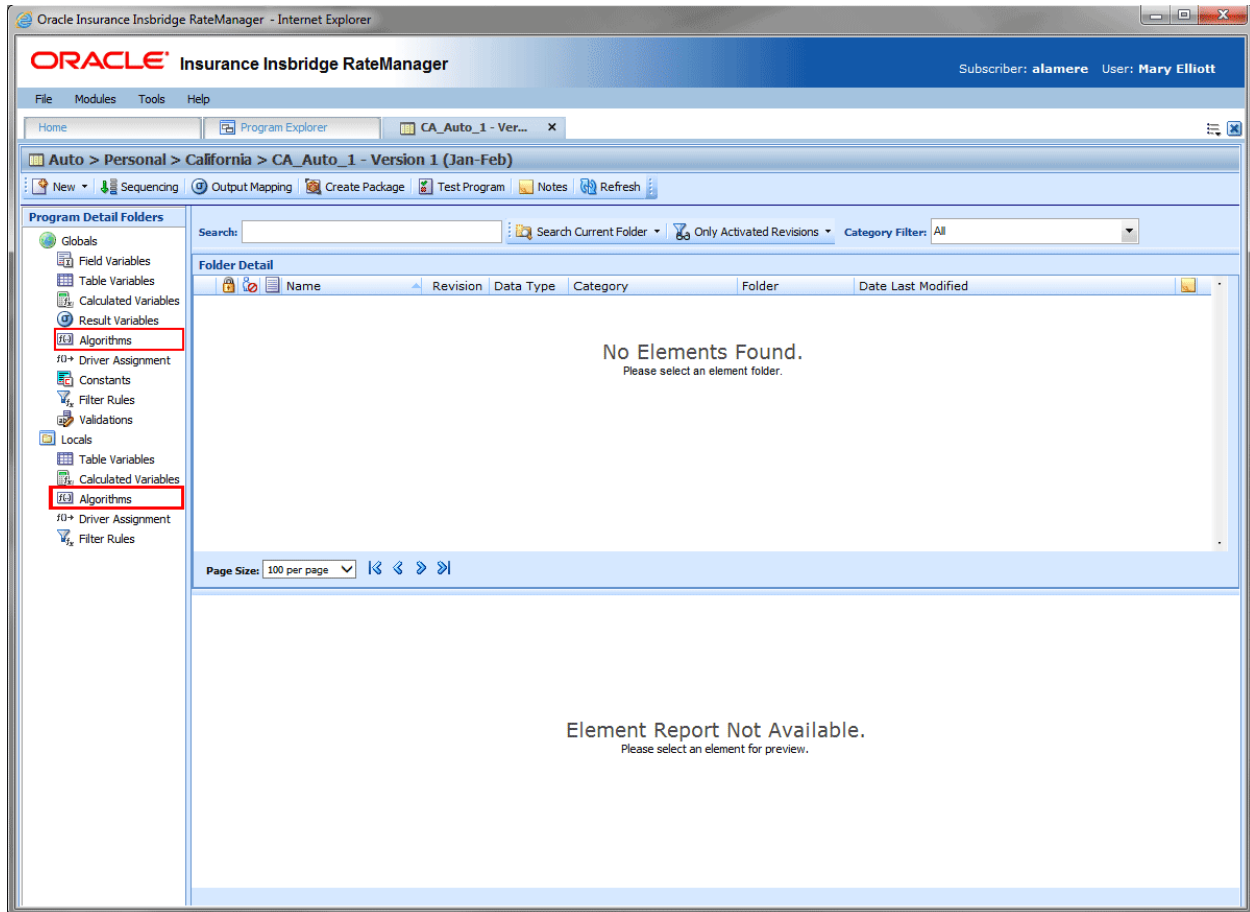 Oracle Insurance Insbridge RateManager - Internet Explorer
ORACLE Insurance Insbridge RateManager
Subscriber: alamere User: Mary Elliott
File Modules Tools Help
Home Program Explorer CA_Auto_1 - Ver... x
Auto > Personal > California > CA_Auto_1 - Version 1 (Jan-Feb)
New Sequencing Output Mapping Create Package Test Program Notes Refresh
Program Detail Folders
Globals
Field Variables
Table Variables
Calculated Variables
Result Variables
Algorithms
Driver Assignment
Constants
Filter Rules
Validations
Locals
Table Variables
Calculated Variables
Algorithms
Driver Assignment
Filter Rules
Search: Search Current Folder Only Activated Revisions Category Filter: All
Folder Detail
Name Revision Data Type Category Folder Date Last Modified
No Elements Found.
Please select an element folder.
Page Size: 100 per page
Element Report Not Available.
Please select an element for preview.